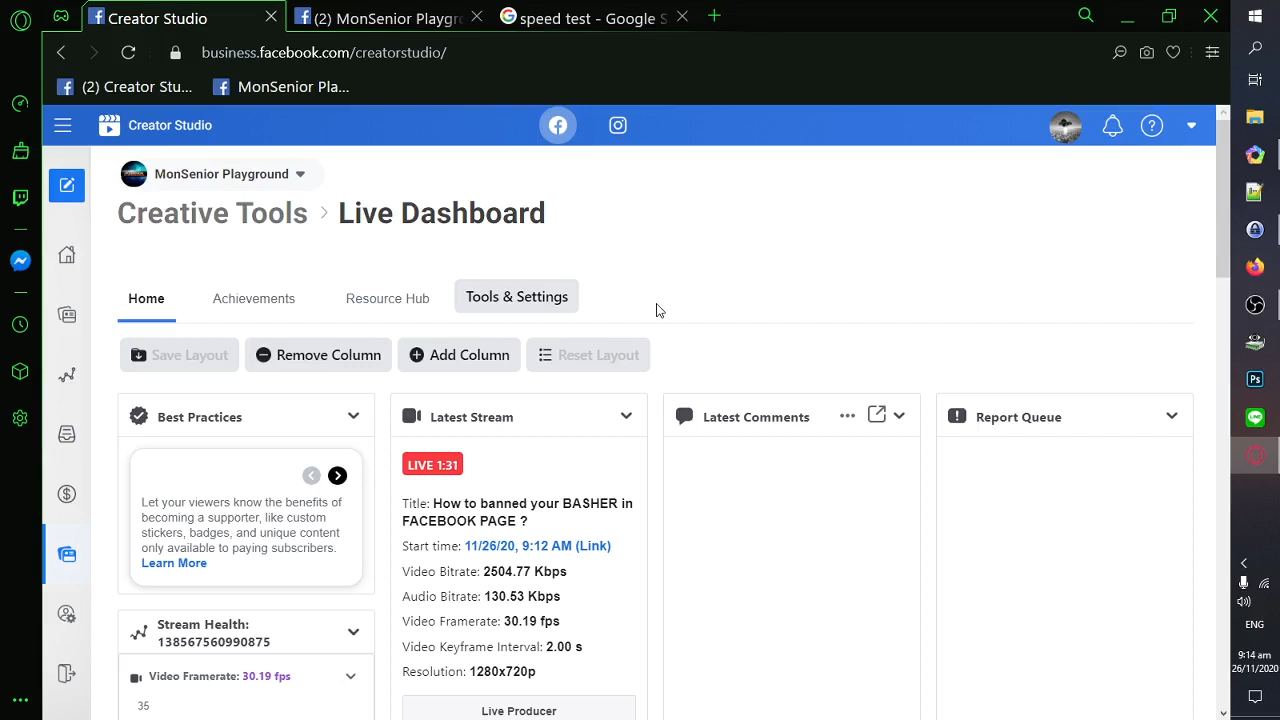 Creator Studio
(2) MonSenior Playgr
speed test - Google S
business.facebook.com/creatorstudio/
(2) Creator Stu...
MonSenior Pla...
Creator Studio
MonSenior Playground
Creative Tools > Live Dashboard
Home
Achievements
Resource Hub
Tools & Settings
Save Layout
Remove Column
Add Column
Reset Layout
Best Practices
Let your viewers know the benefits of
becoming a supporter, like custom
stickers, badges, and unique content
only available to paying subscribers.
Learn More
Stream Health:
138567560990875
Video Framerate: 30.19 fps
35
Latest Stream
LIVE 1:31
Title: How to banned your BASHER in
FACEBOOK PAGE ?
Start time: 11/26/20, 9:12 AM (Link)
Video Bitrate: 2504.77 Kbps
Audio Bitrate: 130.53 Kbps
Video Framerate: 30.19 fps
Video Keyframe Interval: 2.00 s
Resolution: 1280x720p
Live Producer
Latest Comments
Report Queue
Ps
LINE
ENG
9:14 am
26/11/2020